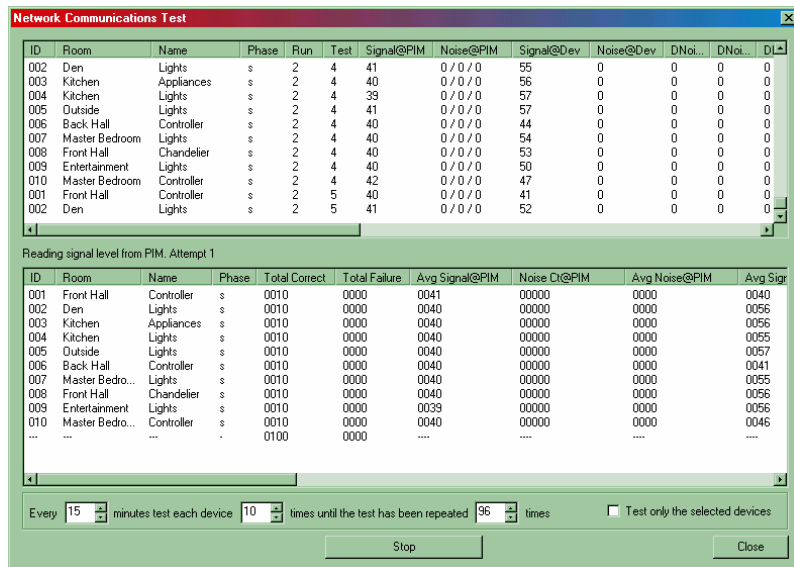 Network Communications Test
ID Room Name Phase Run Test Signal@PIM Noise@PIM Signal@Dev Noise@Dev DNoi... DNoi... DL
002 Den Lights s 2 4 41 0 / 0 / 0 55 0 0 0 0
003 Kitchen Appliances s 2 4 40 0 / 0 / 0 56 0 0 0 0
004 Kitchen Lights s 2 4 39 0 / 0 / 0 57 0 0 0 0
005 Outside Lights s 2 4 41 0 / 0 / 0 57 0 0 0 0
006 Back Hall Controller s 2 4 40 0 / 0 / 0 44 0 0 0 0
007 Master Bedroom Lights s 2 4 40 0 / 0 / 0 54 0 0 0 0
008 Front Hall Chandelier s 2 4 40 0 / 0 / 0 53 0 0 0 0
009 Entertainment Lights s 2 4 40 0 / 0 / 0 50 0 0 0 0
010 Master Bedroom Controller s 2 4 42 0 / 0 / 0 47 0 0 0 0
001 Front Hall Controller s 2 5 40 0 / 0 / 0 41 0 0 0 0
002 Den Lights s 2 5 41 0 / 0 / 0 52 0 0 0 0
Reading signal level from PIM. Attempt 1
ID Room Name Phase Total Correct Total Failure Avg Signal@PIM Noise Ct@PIM Avg Noise@PIM Avg Sigr
001 Front Hall Controller s 0010 0000 0041 00000 0000 0040
002 Den Lights s 0010 0000 0040 00000 0000 0056
003 Kitchen Appliances s 0010 0000 0040 00000 0000 0056
004 Kitchen Lights s 0010 0000 0040 00000 0000 0055
005 Outside Lights s 0010 0000 0040 00000 0000 0057
006 Back Hall Controller s 0010 0000 0040 00000 0000 0041
007 Master Bedro... Lights s 0010 0000 0040 00000 0000 0055
008 Front Hall Chandelier s 0010 0000 0040 00000 0000 0056
009 Entertainment Lights s 0010 0000 0039 00000 0000 0056
010 Master Bedro... Controller s 0010 0000 0040 00000 0000 0046
--- --- --- - 0100 0000 ---- ---- ---- ----
Every 15 minutes test each device 10 times until the test has been repeated 96 times Test only the selected devices
Stop Close